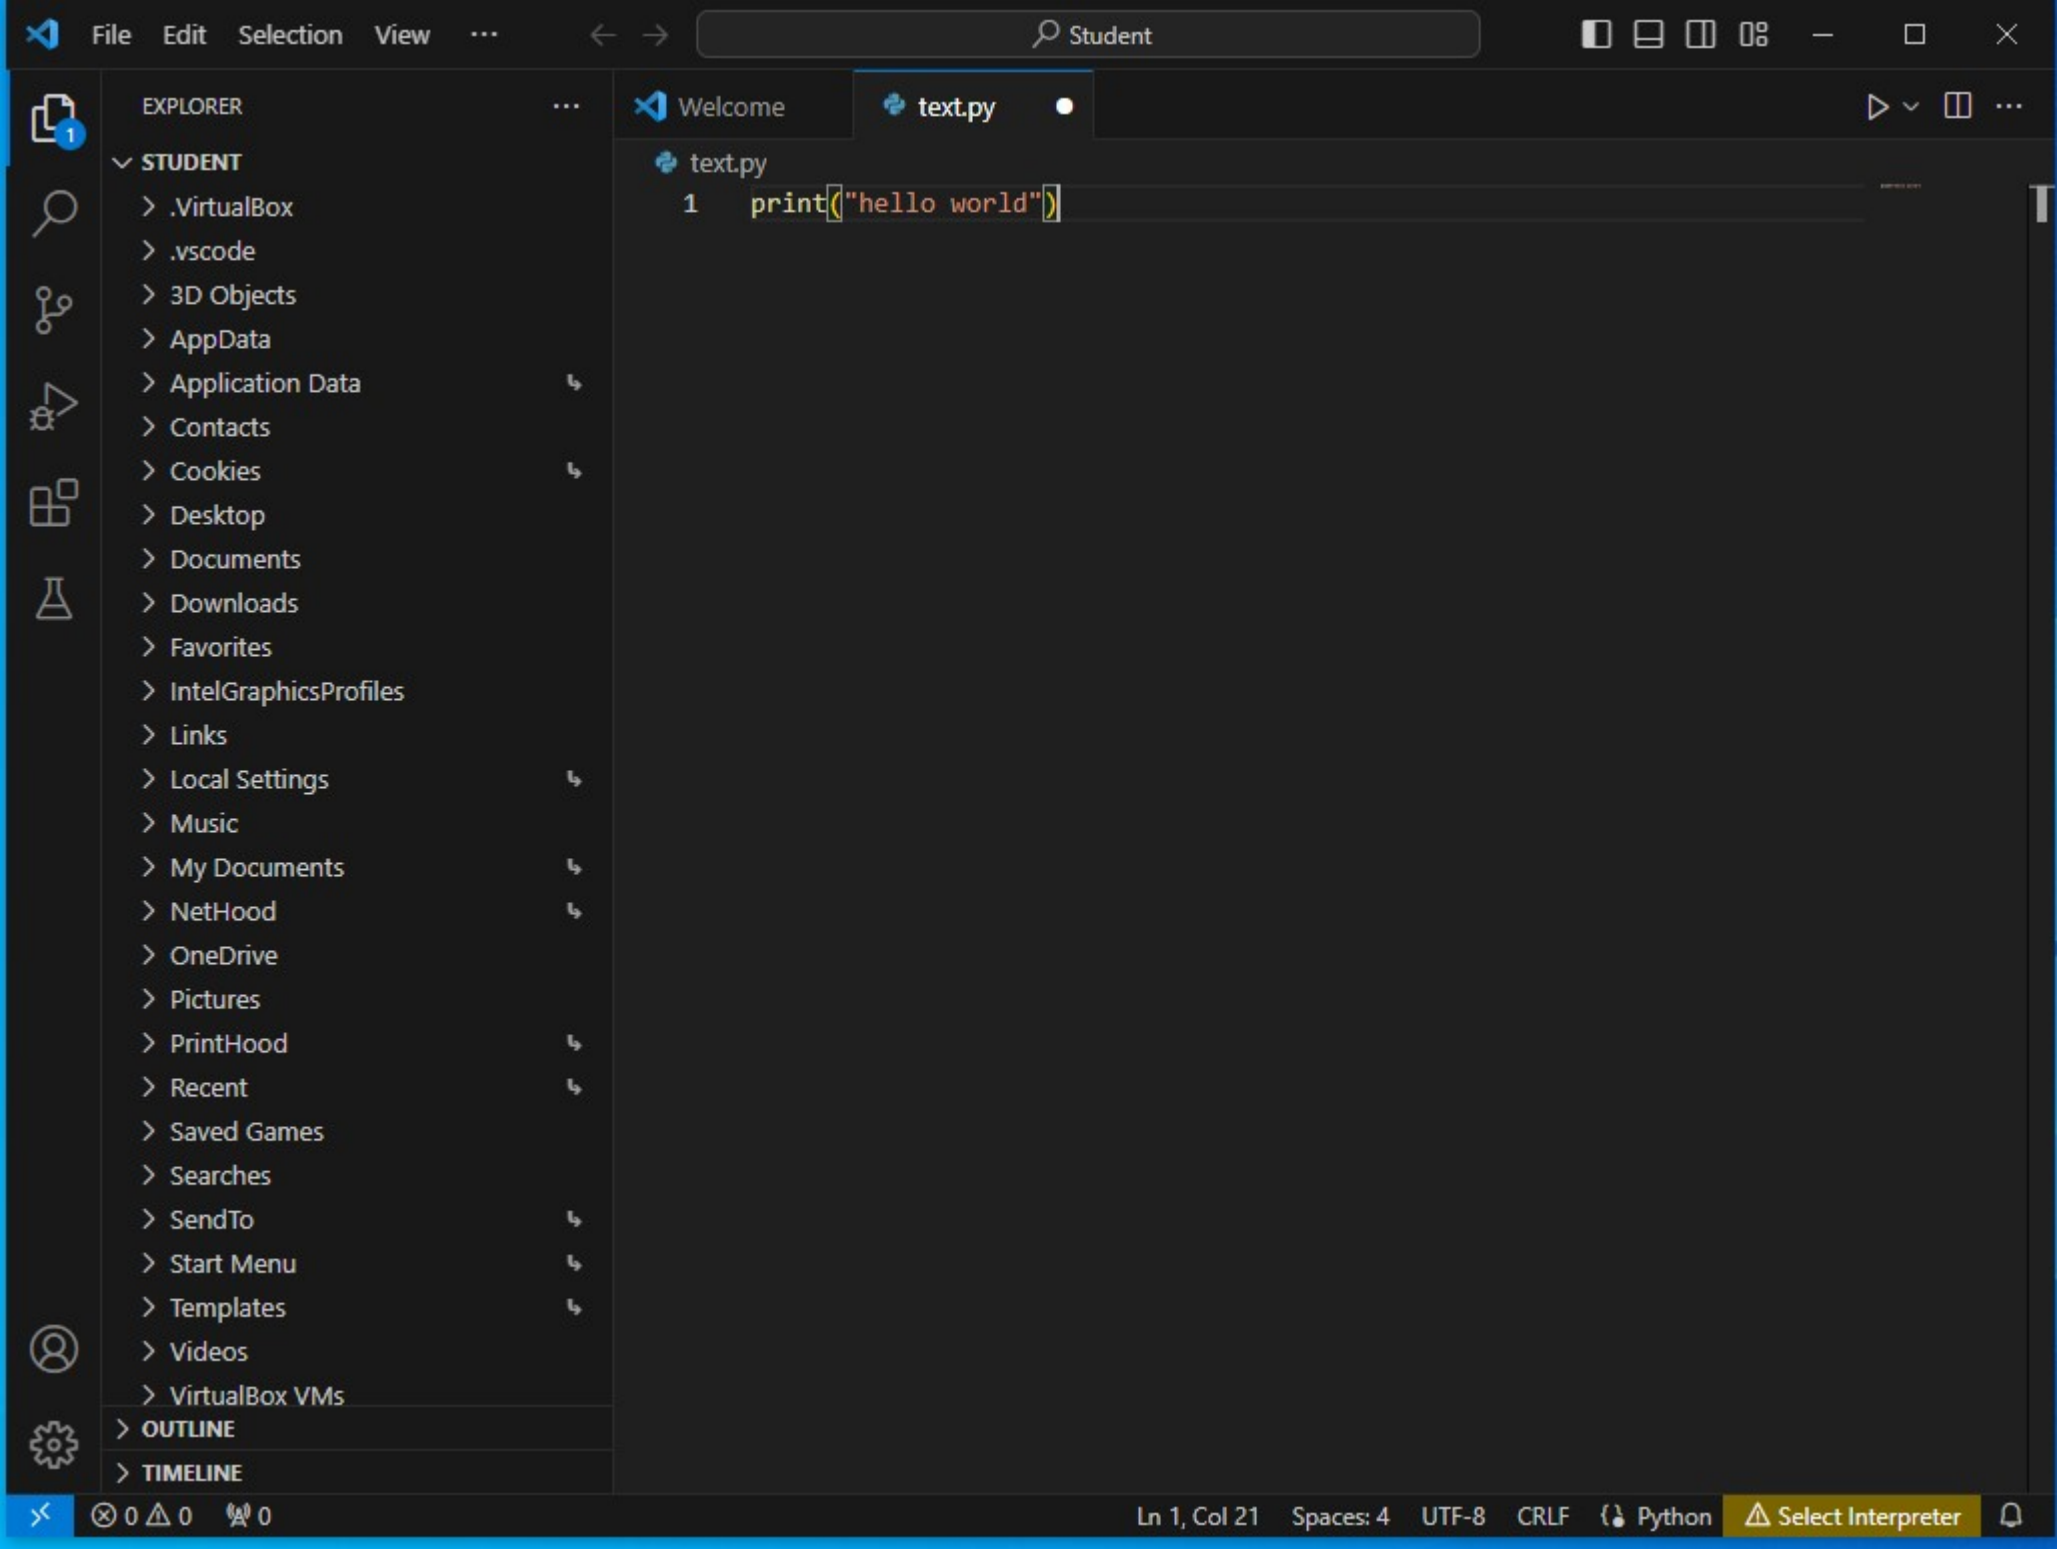 File Edit Selection View ··· Student
EXPLORER ···
STUDENT
.VirtualBox
.vscode
3D Objects
AppData
Application Data
Contacts
Cookies
Desktop
Documents
Downloads
Favorites
IntelGraphicsProfiles
Links
Local Settings
Music
My Documents
NetHood
OneDrive
Pictures
PrintHood
Recent
Saved Games
Searches
SendTo
Start Menu
Templates
Videos
VirtualBox VMs
OUTLINE
TIMELINE
Welcome text.py
text.py
1 print("hello world")
1
0 0 0 Ln 1, Col 21 Spaces: 4 UTF-8 CRLF Python Select Interpreter